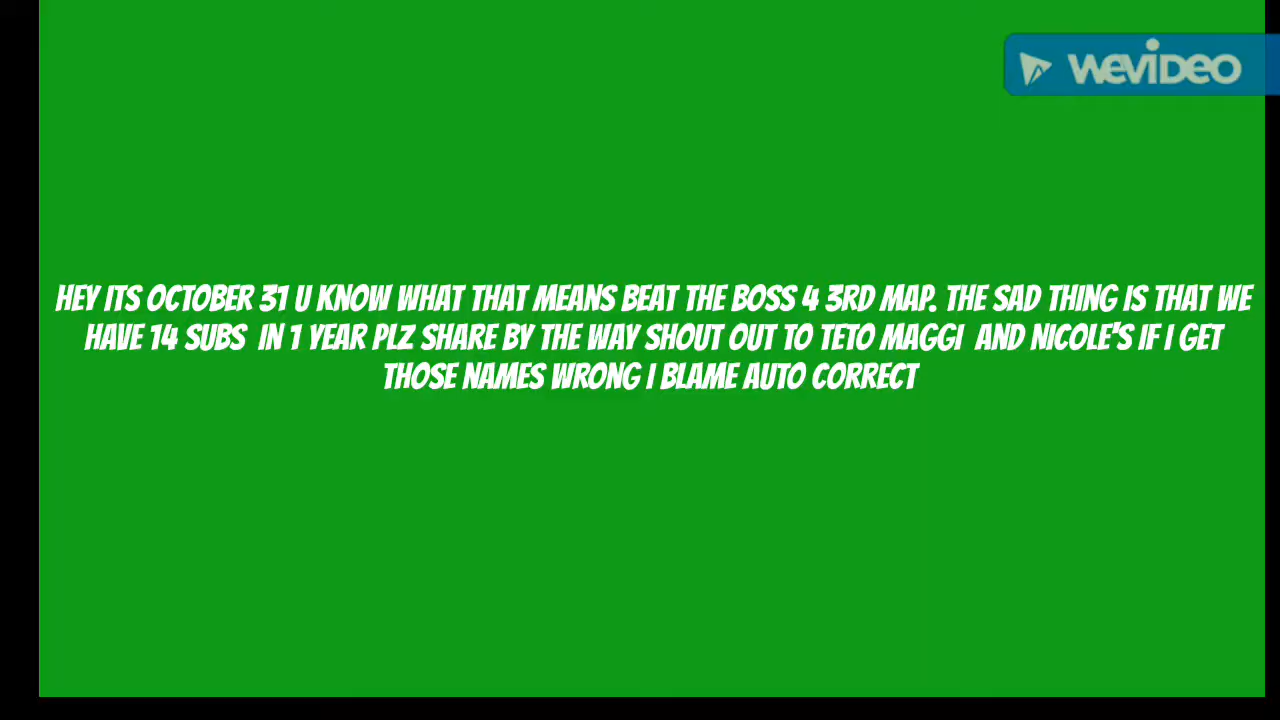 WEVIDEO
HEY ITS OCTOBER 31 U KNOW WHAT THAT MEANS BEAT THE BOSS 4 3RD MAP. THE SAD THING IS THAT WE
HAVE 14 SUBS  IN 1 YEAR PLZ SHARE BY THE WAY SHOUT OUT TO TETO MAGGI  AND NICOLE'S IF I GET
THOSE NAMES WRONG I BLAME AUTO CORRECT